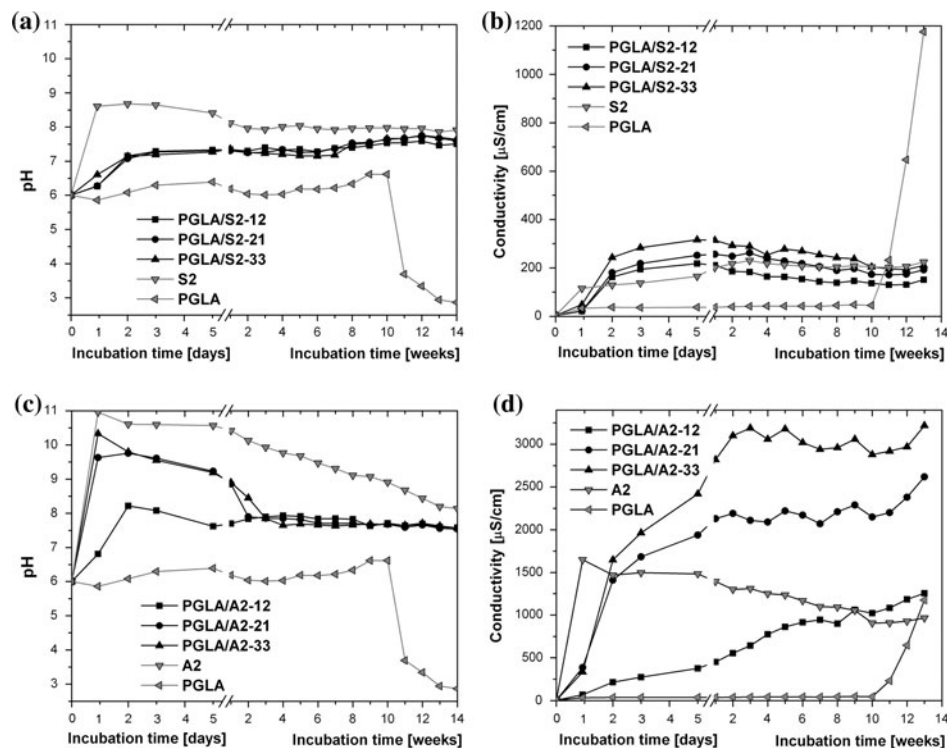 (a)
11
10
9
8
7
6
5
4
3
pH
PGLA/S2-12
PGLA/S2-21
PGLA/S2-33
S2
PGLA
0 1 2 3 4 5 2 4 6 8 10 12 14
Incubation time [days] Incubation time [weeks]
(b)
1200
1000
800
600
400
200
0
Conductivity [µS/cm]
PGLA/S2-12
PGLA/S2-21
PGLA/S2-33
S2
PGLA
0 1 2 3 4 5 2 4 6 8 10 12 14
Incubation time [days] Incubation time [weeks]
(c)
11
10
9
8
7
6
5
4
3
pH
PGLA/A2-12
PGLA/A2-21
PGLA/A2-33
A2
PGLA
0 1 2 3 4 5 2 4 6 8 10 12 14
Incubation time [days] Incubation time [weeks]
(d)
3000
2500
2000
1500
1000
500
0
Conductivity [µS/cm]
PGLA/A2-12
PGLA/A2-21
PGLA/A2-33
A2
PGLA
0 1 2 3 4 5 2 4 6 8 10 12 14
Incubation time [days] Incubation time [weeks]